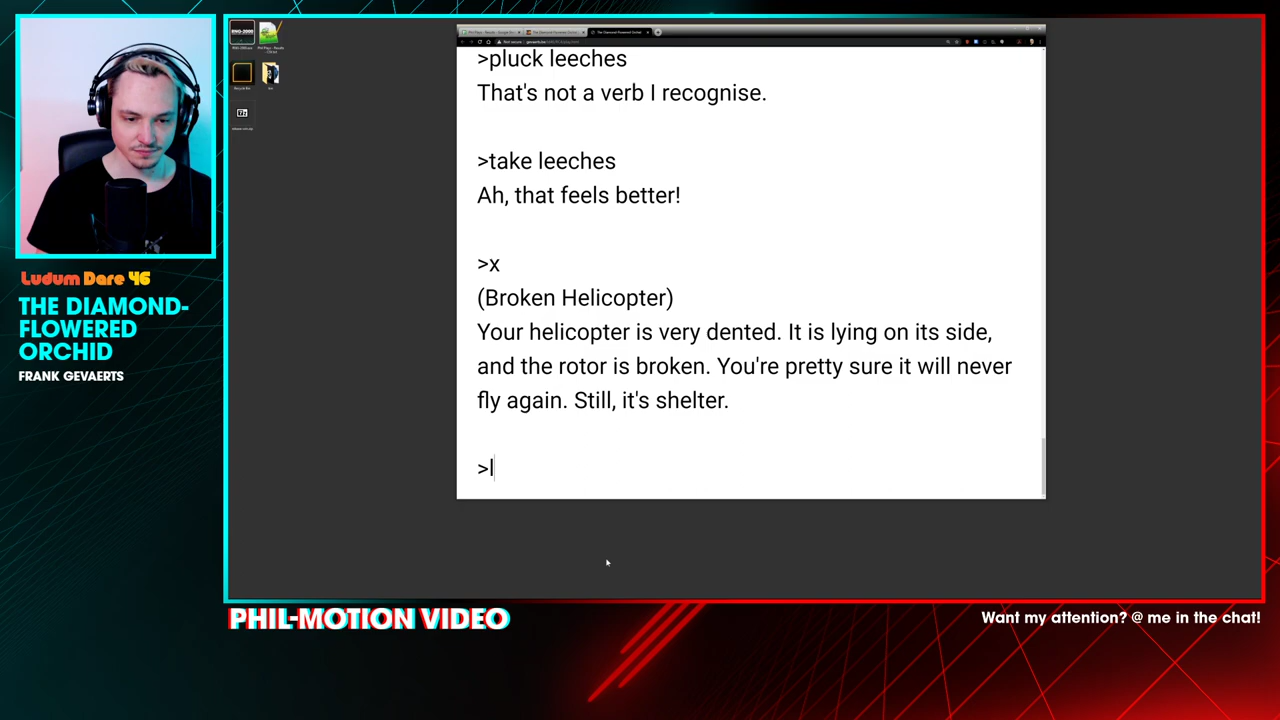 >pluck leeches
That's not a verb I recognise.
>take leeches
Ah, that feels better!
>x
(Broken Helicopter)
Your helicopter is very dented. It is lying on its side,
and the rotor is broken. You're pretty sure it will never
fly again. Still, it's shelter.
>l
Ludum Dare 46
THE DIAMOND-
FLOWERED
ORCHID
FRANK GEVAERTS
PHIL-MOTION VIDEO
Want my attention? @ me in the chat!